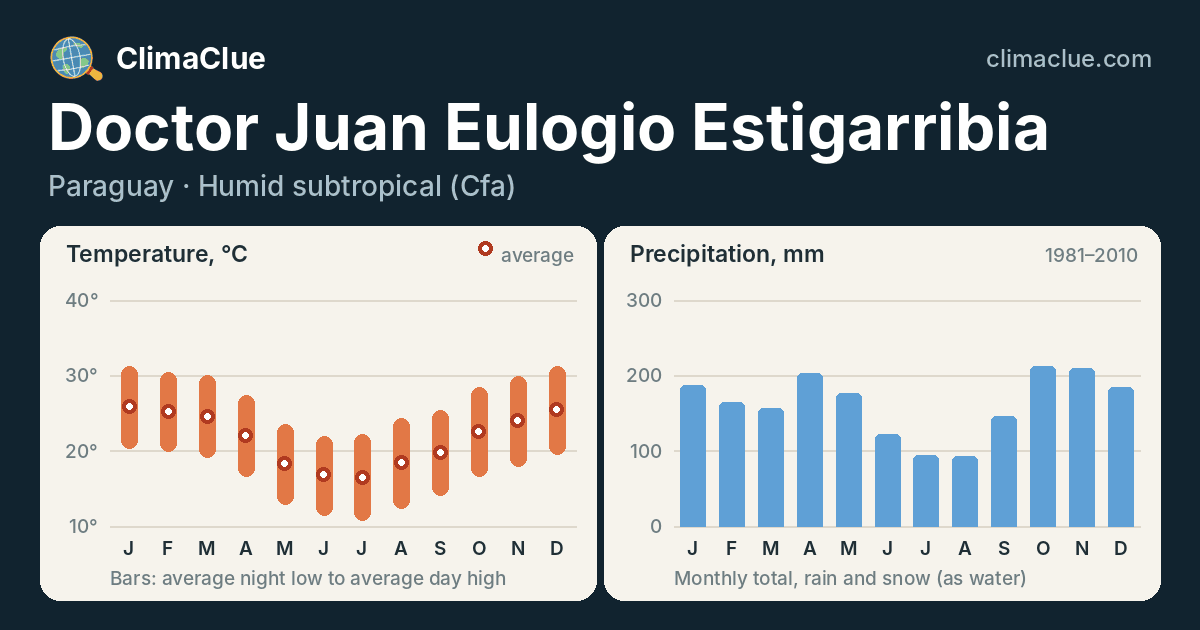 ClimaClue
climaclue.com
Doctor Juan Eulogio Estigarribia
Paraguay · Humid subtropical (Cfa)
Temperature, °C
average
40°
30°
20°
10°
J F M A M J J A S O N D
Bars: average night low to average day high
Precipitation, mm
1981–2010
300
200
100
0
J F M A M J J A S O N D
Monthly total, rain and snow (as water)